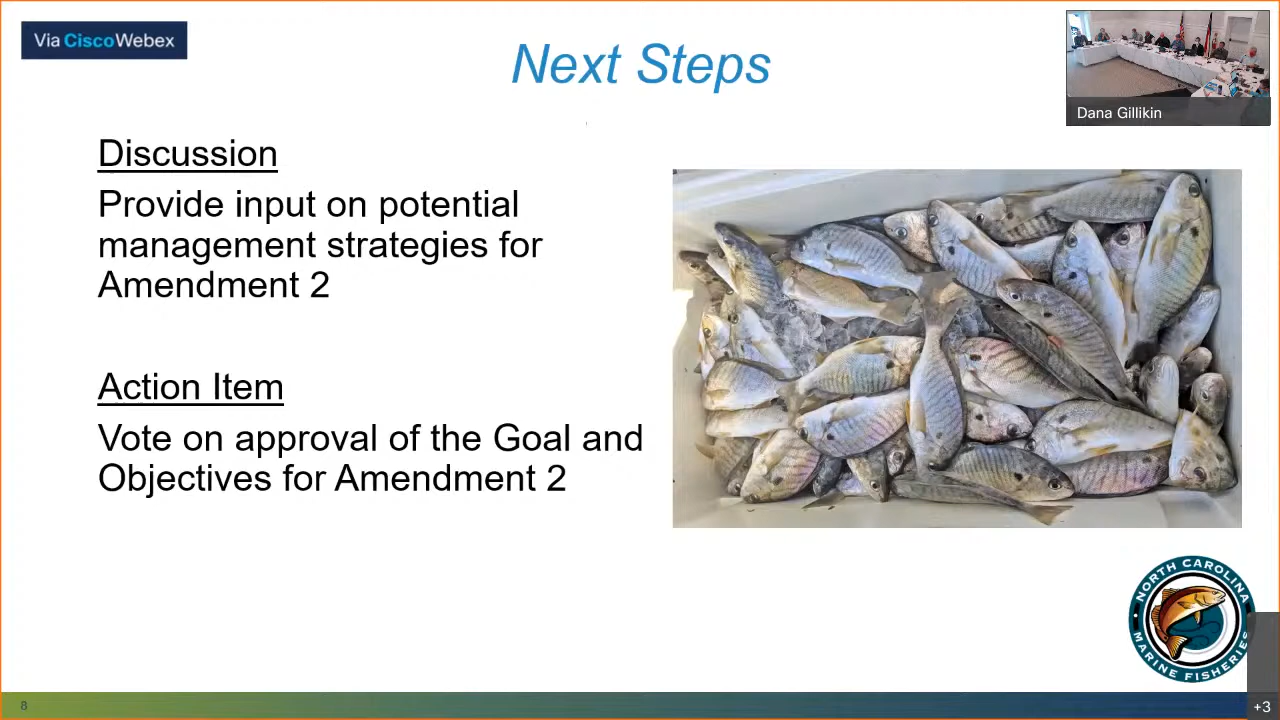 Via CiscoWebex
Next Steps
Dana Gillikin
Discussion
Provide input on potential
management strategies for
Amendment 2
Action Item
Vote on approval of the Goal and
Objectives for Amendment 2
NORTH CAROLINA
MARINE FISHERIES
8
+3